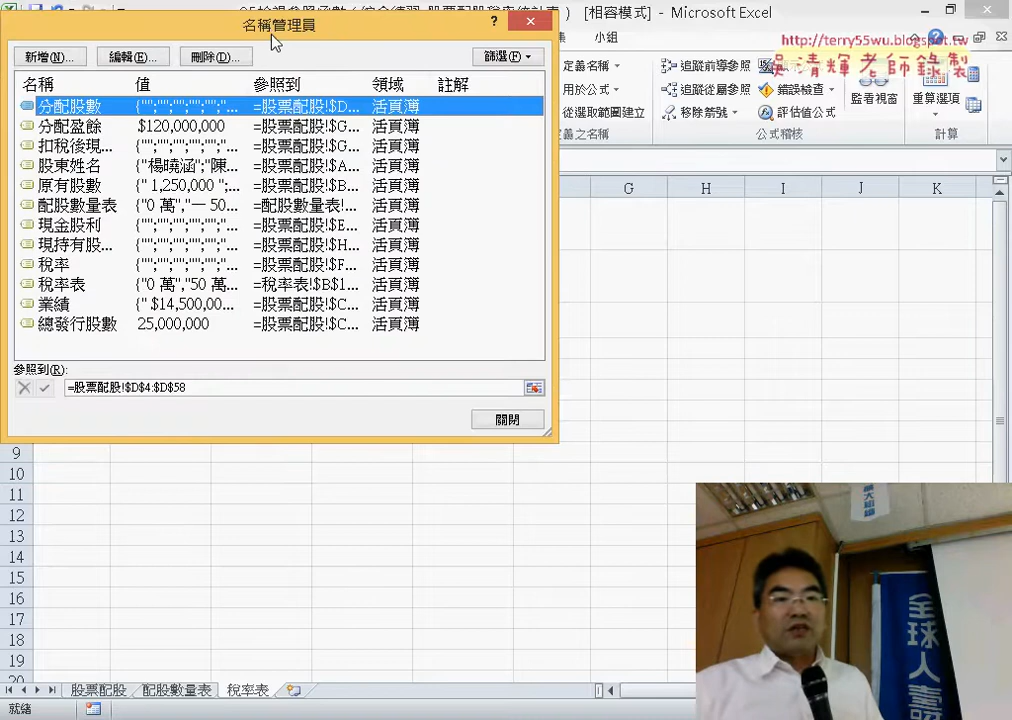 [相容模式] - Microsoft Excel
http://terry55wu.blogspot.tw
吳清輝老師錄製
名稱管理員
新增(N)...
編輯(E)...
刪除(D)...
篩選(F)
名稱 值 參照到 領域 註解
分配股數 {"";"";"";"";"";"... =股票配股!$D... 活頁簿
分配盈餘 $120,000,000 =股票配股!$G... 活頁簿
扣稅後現... {"";"";"";"";"";"... =股票配股!$G... 活頁簿
股東姓名 {"楊曉涵";"陳... =股票配股!$A... 活頁簿
原有股數 {" 1,250,000 ";... =股票配股!$B... 活頁簿
配股數量表 {"0 萬","一 50... =配股數量表!... 活頁簿
現金股利 {"";"";"";"";"";"... =股票配股!$E... 活頁簿
現持有股... {"";"";"";"";"";"... =股票配股!$H... 活頁簿
稅率 {"";"";"";"";"";"... =股票配股!$F... 活頁簿
稅率表 {"0 萬","50 萬... =稅率表!$B$1... 活頁簿
業績 {" $14,500,00... =股票配股!$C... 活頁簿
總發行股數 25,000,000 =股票配股!$C... 活頁簿
參照到(R):
=股票配股!$D$4:$D$58
關閉
小組
定義名稱
用於公式
從選取範圍建立
義之名稱
追蹤前導參照
追蹤從屬參照
移除箭號
錯誤檢查
評估值公式
公式稽核
監看視窗
重算選項
計算
G H I J K
9
10
11
12
13
14
15
16
17
18
19
股票配股 配股數量表 稅率表
就緒
全球人壽